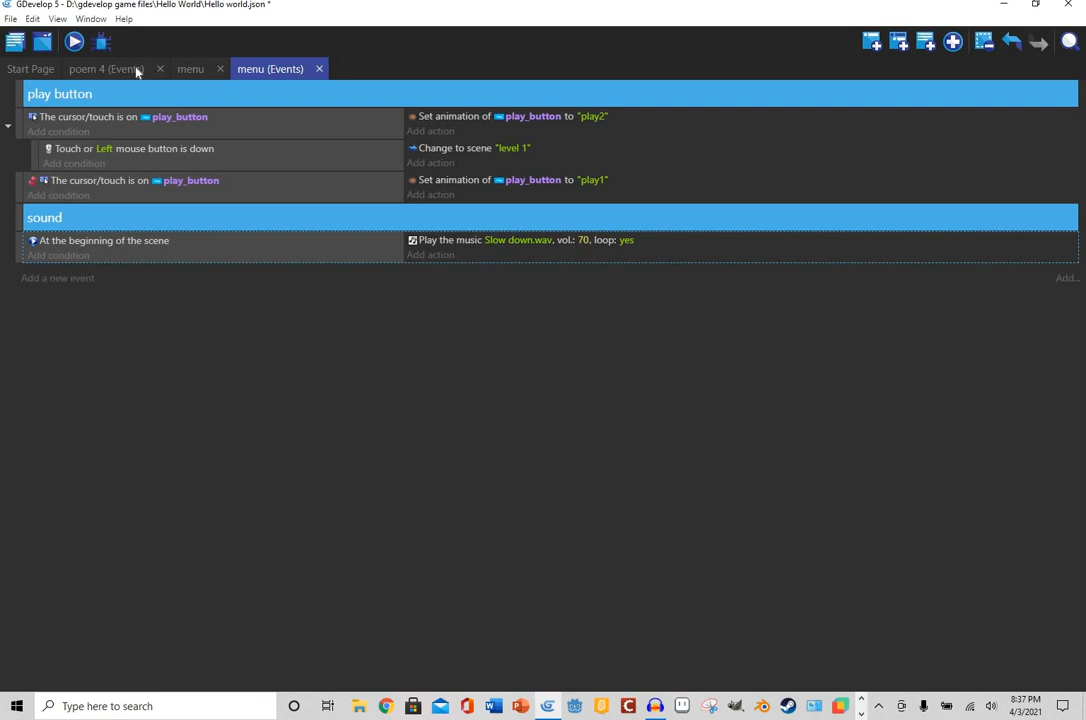 GDevelop 5 - D:\gdevelop game files\Hello World\Hello world.json *
File Edit View Window Help
Start Page poem 4 (Events) menu menu (Events)
play button
The cursor/touch is on play_button Set animation of play_button to "play2"
Add condition Add action
Touch or Left mouse button is down Change to scene "level 1"
Add condition Add action
The cursor/touch is on play_button Set animation of play_button to "play1"
Add condition Add action
sound
At the beginning of the scene Play the music Slow down.wav, vol.: 70, loop: yes
Add condition Add action
Add a new event Add...
Type here to search
8:37 PM
4/3/2021